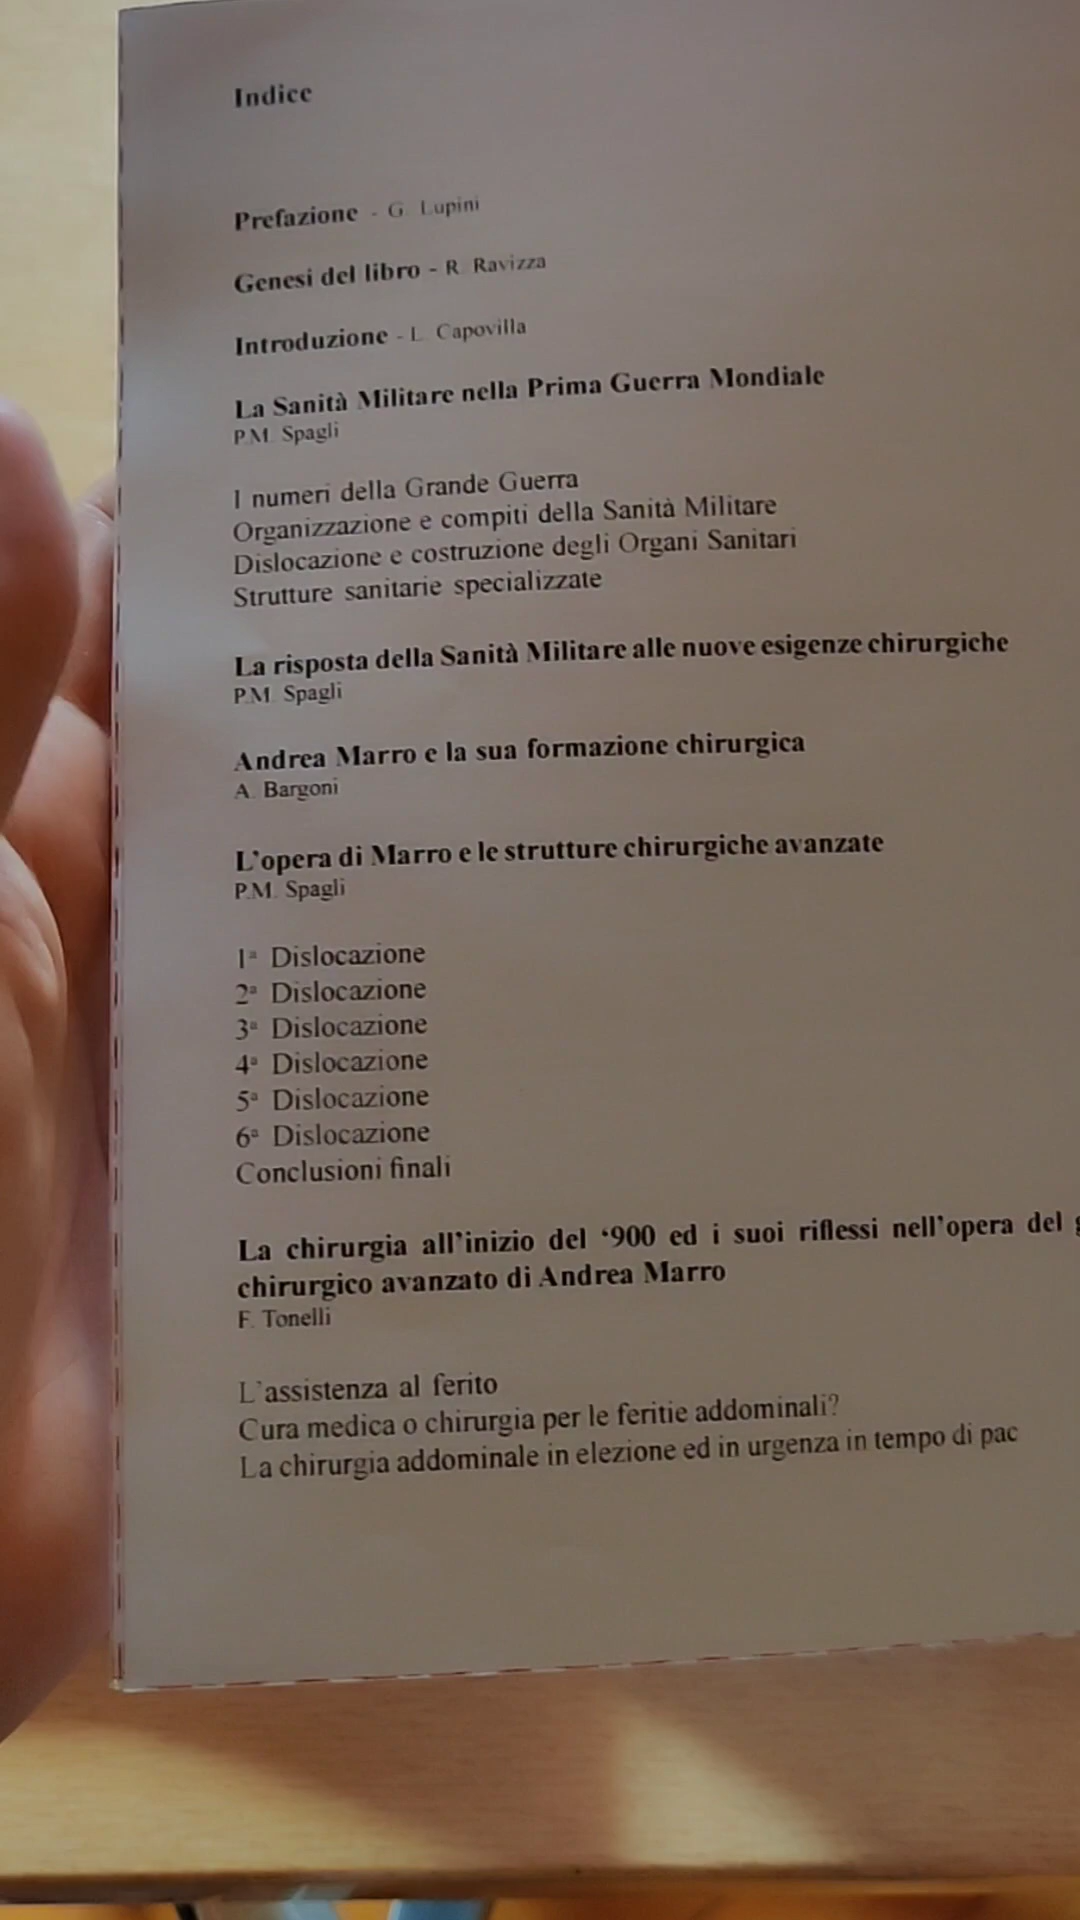 Indice
Prefazione - G. Lupini
Genesi del libro - R. Ravizza
Introduzione - L. Capovilla
La Sanità Militare nella Prima Guerra Mondiale
P.M. Spagli
I numeri della Grande Guerra
Organizzazione e compiti della Sanità Militare
Dislocazione e costruzione degli Organi Sanitari
Strutture sanitarie specializzate
La risposta della Sanità Militare alle nuove esigenze chirurgiche
P.M. Spagli
Andrea Marro e la sua formazione chirurgica
A. Bargoni
L'opera di Marro e le strutture chirurgiche avanzate
P.M. Spagli
1ª Dislocazione
2ª Dislocazione
3ª Dislocazione
4ª Dislocazione
5ª Dislocazione
6ª Dislocazione
Conclusioni finali
La chirurgia all'inizio del '900 ed i suoi riflessi nell'opera del
chirurgico avanzato di Andrea Marro
F. Tonelli
L'assistenza al ferito
Cura medica o chirurgia per le feritie addominali?
La chirurgia addominale in elezione ed in urgenza in tempo di pac